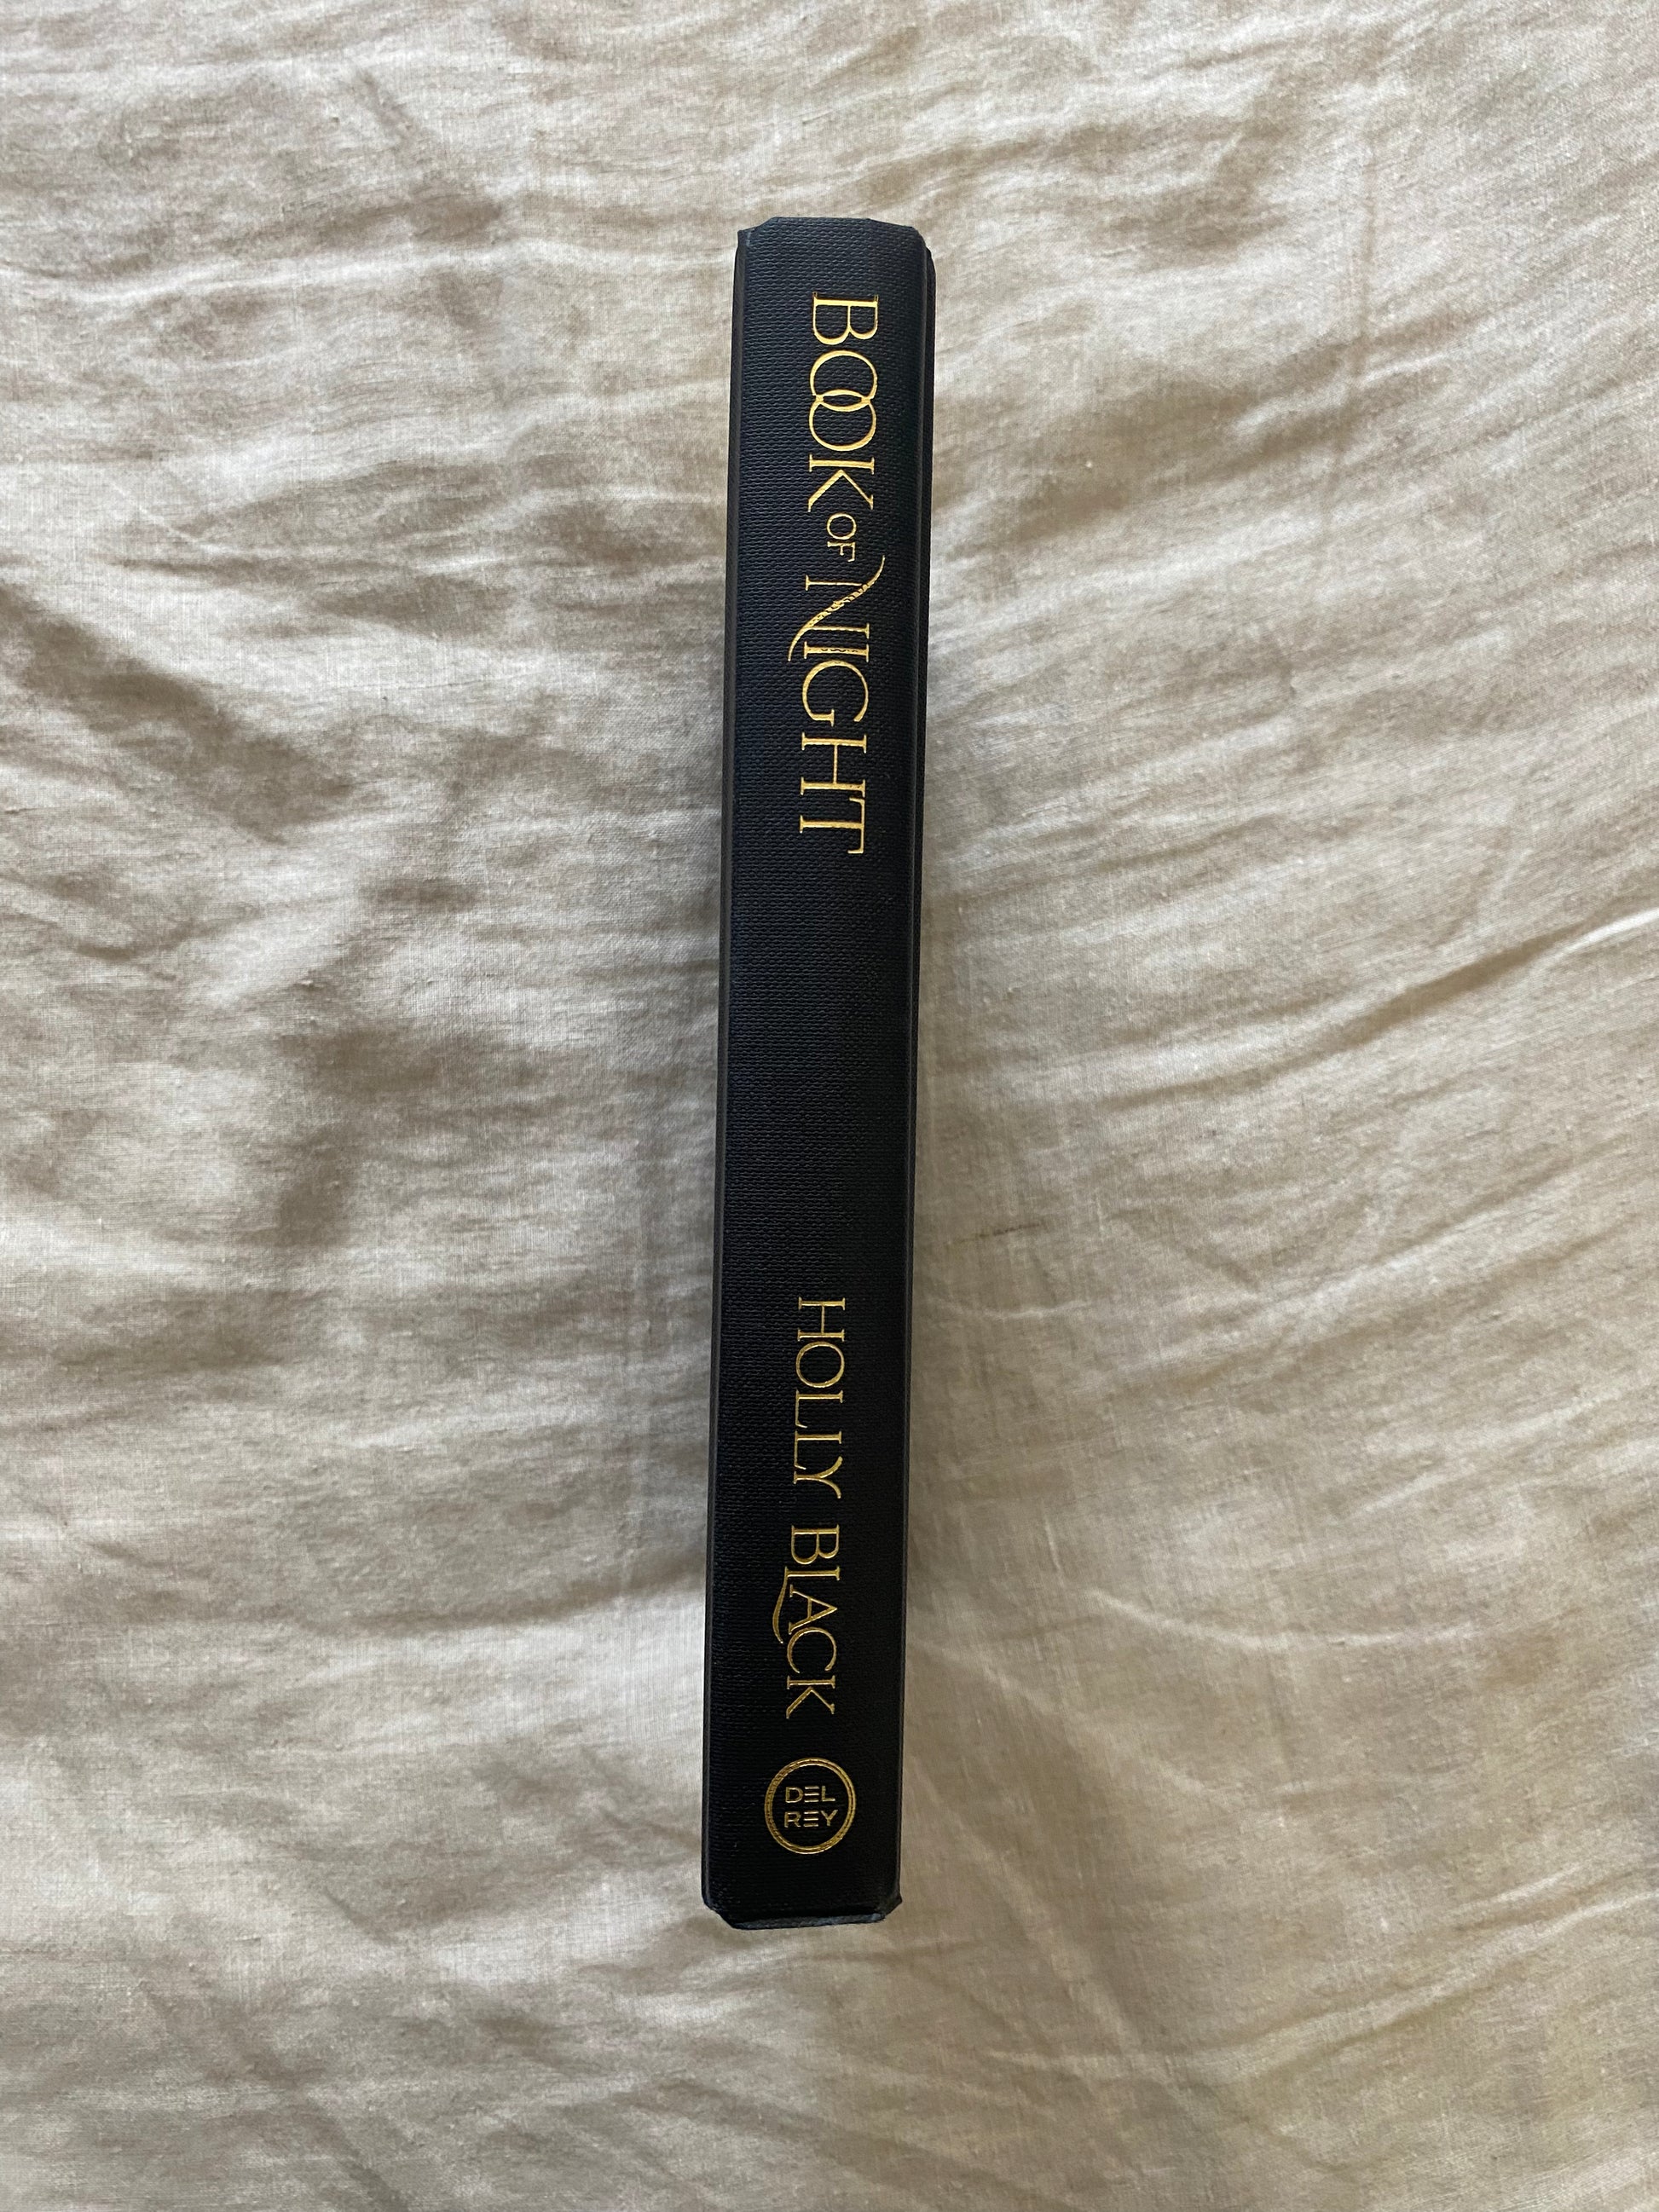 BOOK OF NIGHT
HOLLY BLACK
DEL
REY